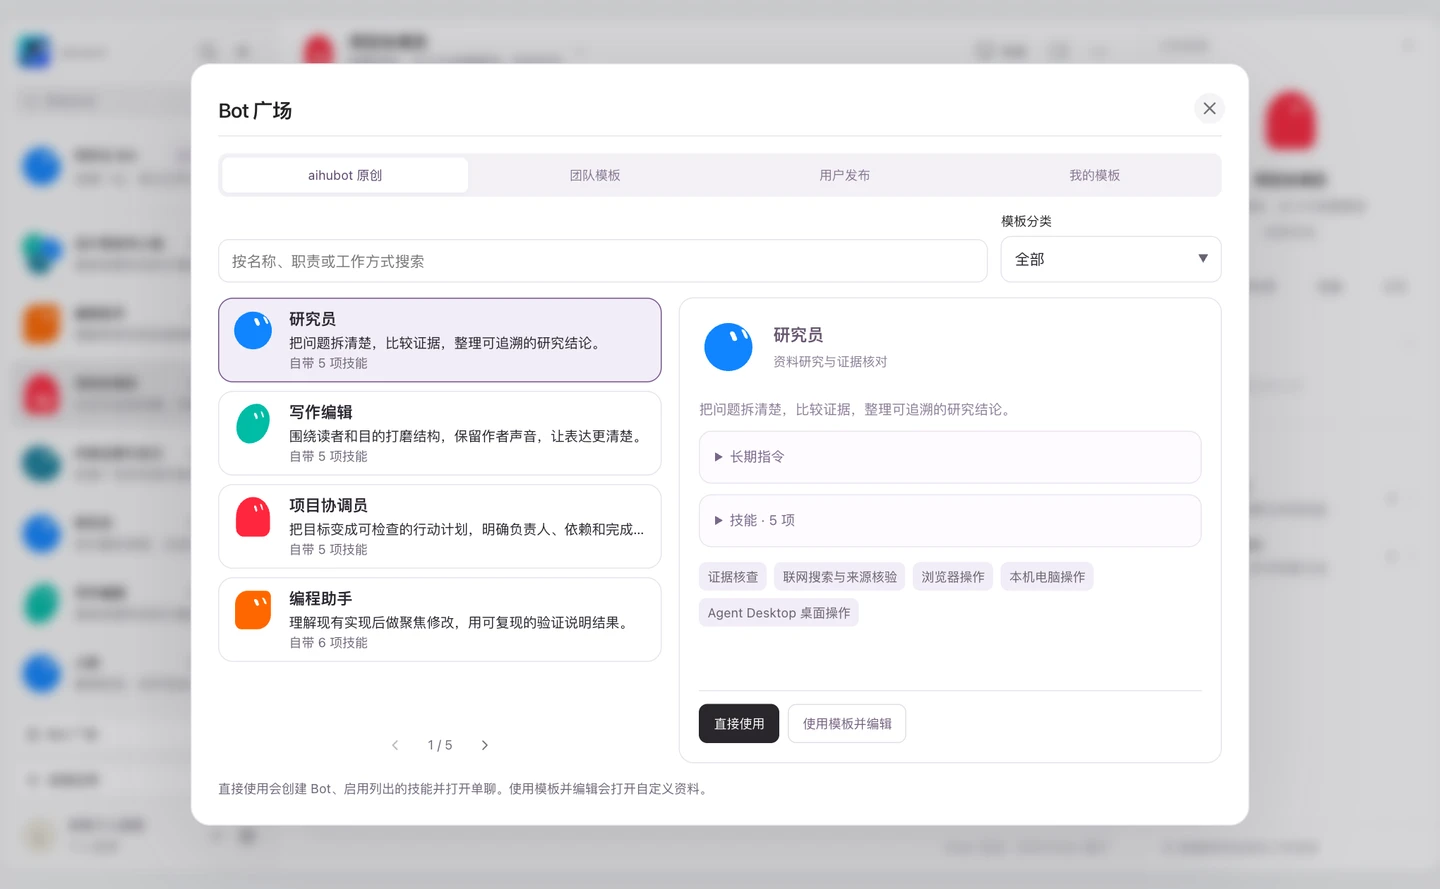 Bot 广场
aihubot 原创
团队模板
用户发布
我的模板
模板分类
按名称、职责或工作方式搜索
全部
研究员
把问题拆清楚，比较证据，整理可追溯的研究结论。
自带 5 项技能
写作编辑
围绕读者和目的打磨结构，保留作者声音，让表达更清楚。
自带 5 项技能
项目协调员
把目标变成可检查的行动计划，明确负责人、依赖和完成...
自带 5 项技能
编程助手
理解现有实现后做聚焦修改，用可复现的验证说明结果。
自带 6 项技能
1 / 5
研究员
资料研究与证据核对
把问题拆清楚，比较证据，整理可追溯的研究结论。
长期指令
技能 · 5 项
证据核查
联网搜索与来源核验
浏览器操作
本机电脑操作
Agent Desktop 桌面操作
直接使用
使用模板并编辑
直接使用会创建 Bot、启用列出的技能并打开单聊。使用模板并编辑会打开自定义资料。